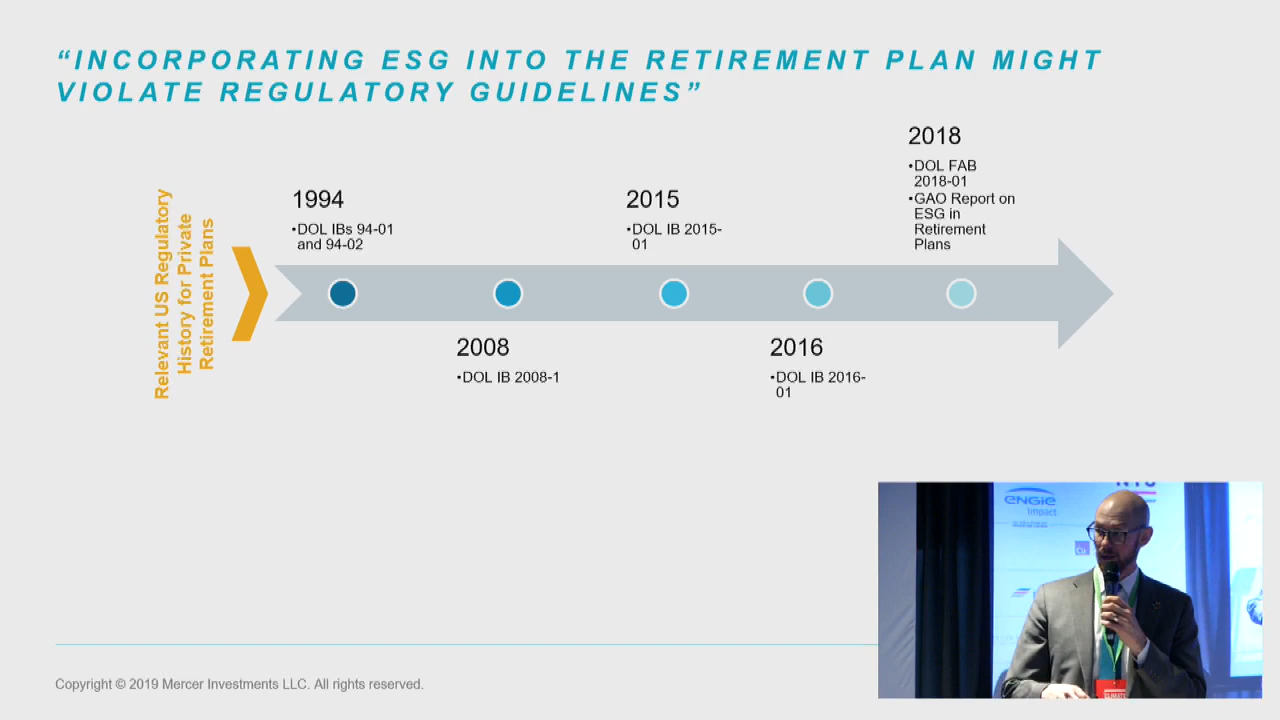 “INCORPORATING ESG INTO THE RETIREMENT PLAN MIGHT
VIOLATE REGULATORY GUIDELINES”
Relevant US Regulatory
History for Private
Retirement Plans
1994
•DOL IBs 94-01
and 94-02
2008
•DOL IB 2008-1
2015
•DOL IB 2015-
01
2016
•DOL IB 2016-
01
2018
•DOL FAB
2018-01
•GAO Report on
ESG in
Retirement
Plans
ENGIE
Impact
CLIMATE
Copyright © 2019 Mercer Investments LLC. All rights reserved.